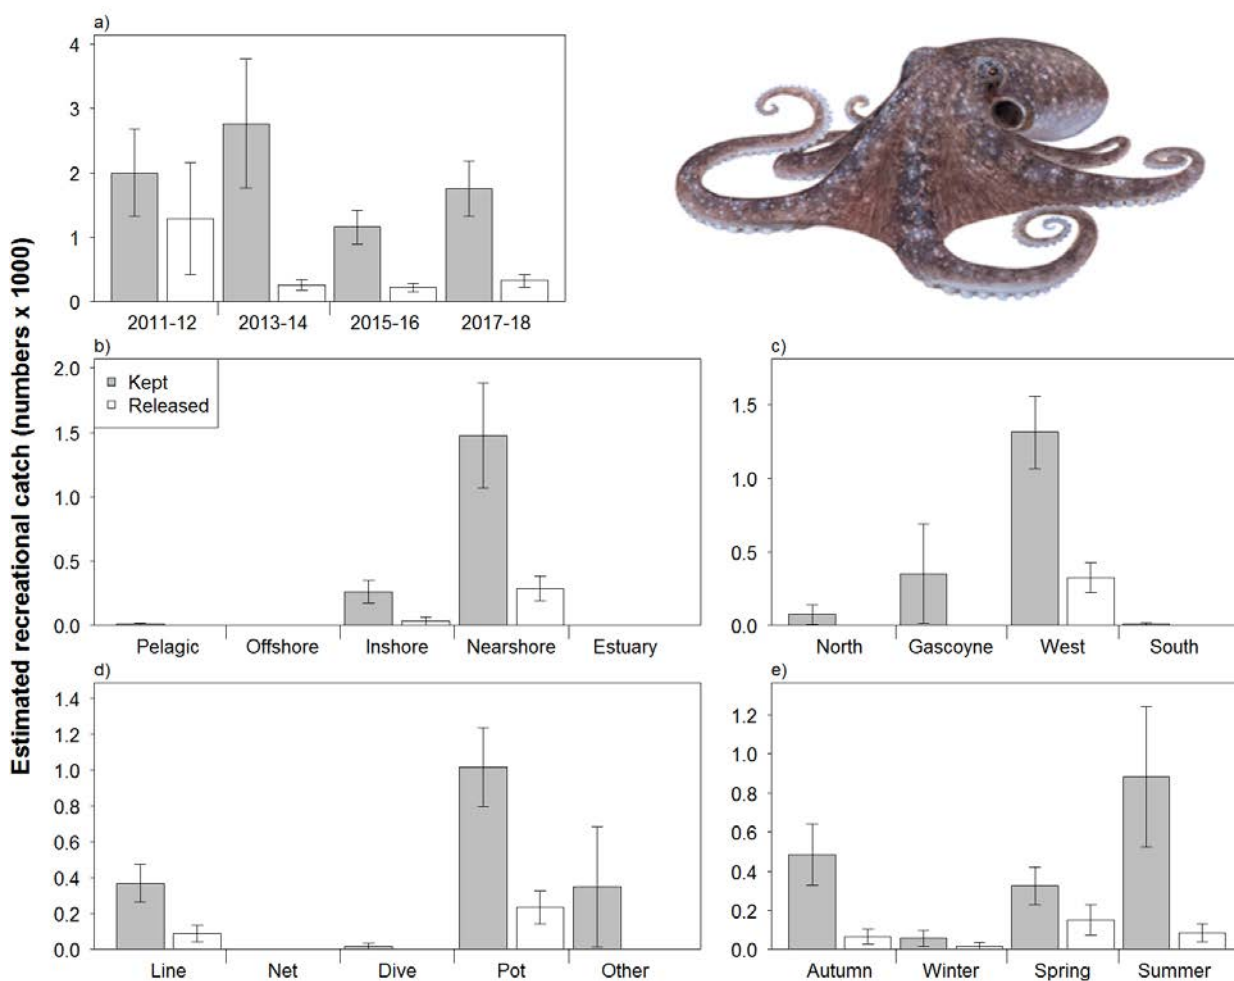 a)
Estimated recreational catch (numbers x 1000)
4
3
2
1
0
2011-12 2013-14 2015-16 2017-18
b)
Kept
Released
2.0
1.5
1.0
0.5
0.0
Pelagic Offshore Inshore Nearshore Estuary
c)
1.5
1.0
0.5
0.0
North Gascoyne West South
d)
1.4
1.2
1.0
0.8
0.6
0.4
0.2
0.0
Line Net Dive Pot Other
e)
1.2
1.0
0.8
0.6
0.4
0.2
0.0
Autumn Winter Spring Summer